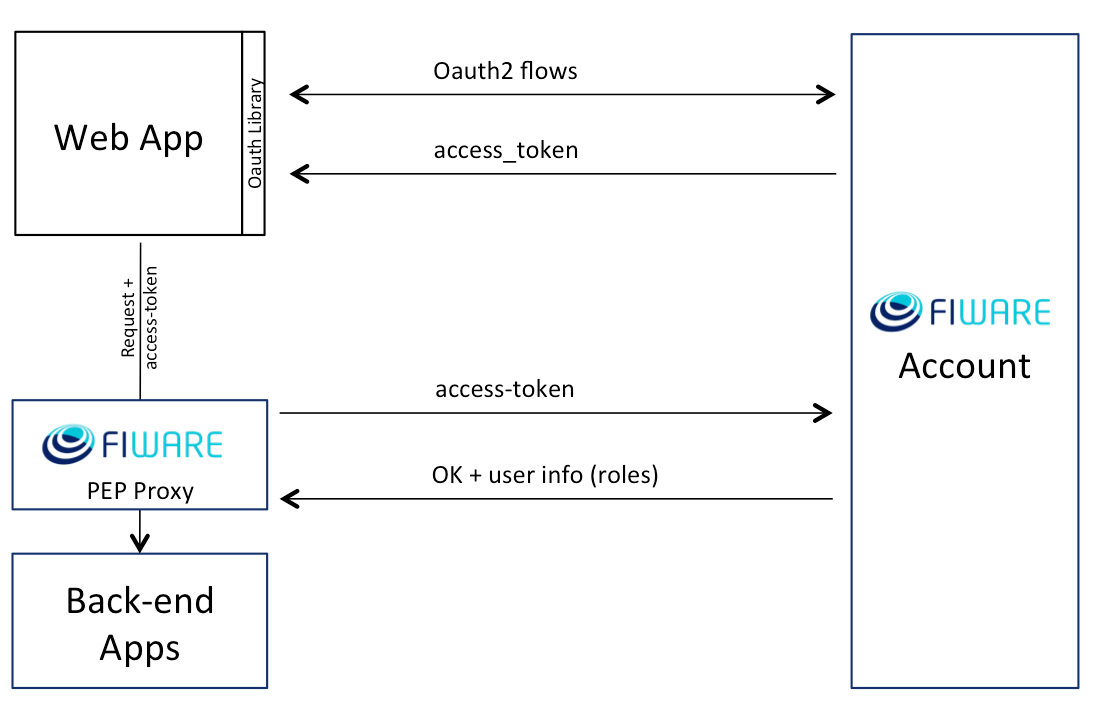 Oauth2 flows
Web App
Oauth Library
access_token
Request +
access-token
FIWARE
Account
access-token
FIWARE
PEP Proxy
OK + user info (roles)
Back-end
Apps